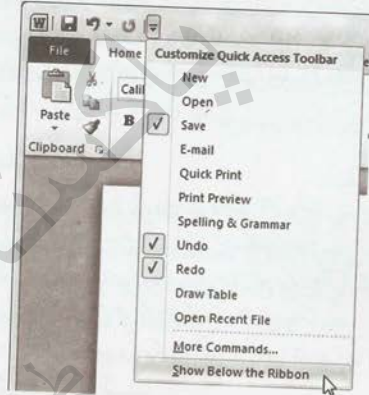 W
File Home Customize Quick Access Toolbar
New
Open
Calib
Save
Paste
B
E-mail
Clipboard
Quick Print
Print Preview
Spelling & Grammar
Undo
Redo
Draw Table
Open Recent File
More Commands...
Show Below the Ribbon